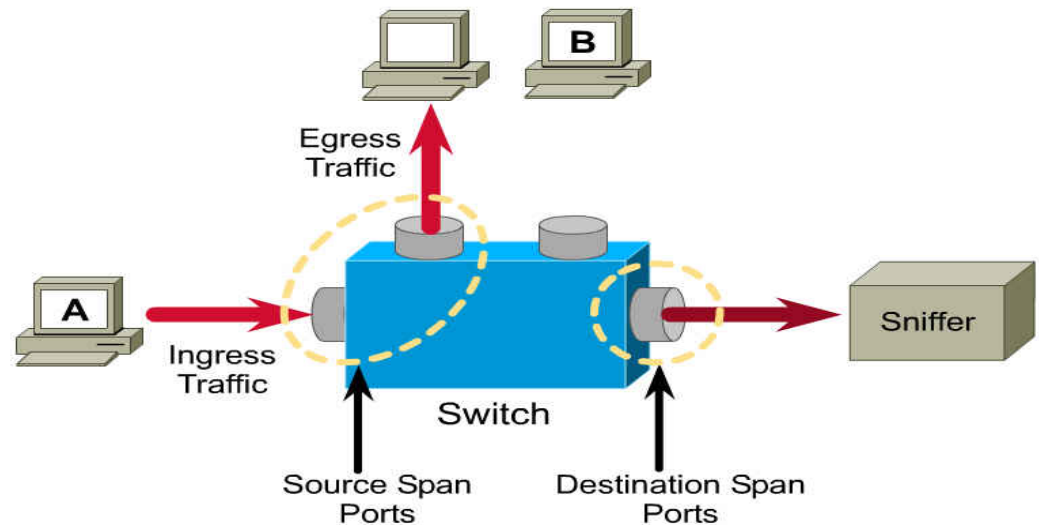 B
Egress
Traffic
A
Ingress
Traffic
Sniffer
Switch
Source Span
Ports
Destination Span
Ports